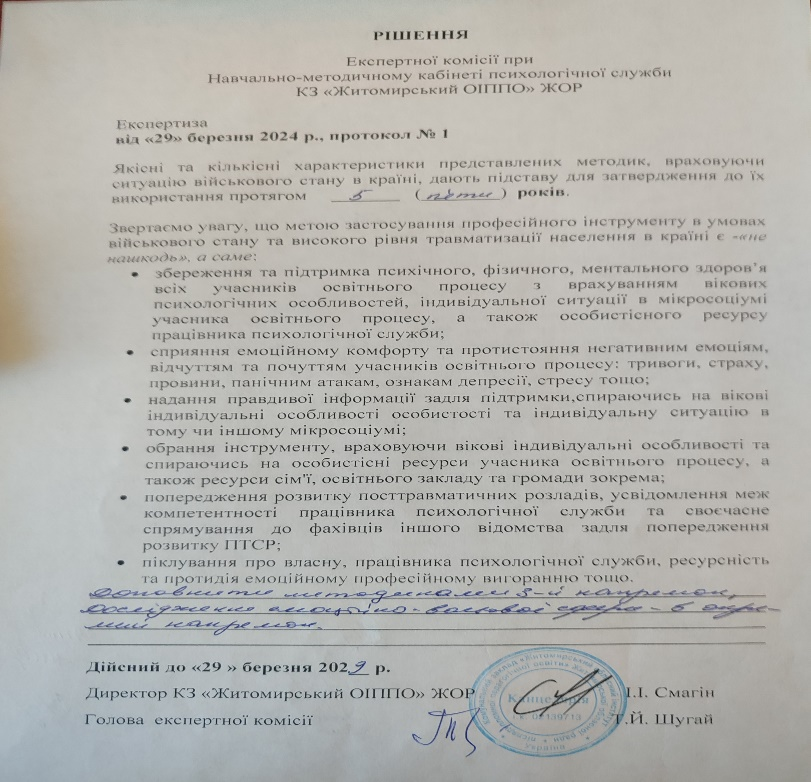 РІШЕННЯ
Експертної комісії при
Навчально-методичному кабінеті психологічної служби
КЗ «Житомирський ОІППО» ЖОР
Експертиза
від «29» березня 2024 р., протокол № 1
Якісні та кількісні характеристики представлених методик, враховуючи
ситуацію військового стану в країні, дають підставу для затвердження до їх
використання протягом 5 (пяти) років.
Звертаємо увагу, що метою застосування професійного інструменту в умовах
військового стану та високого рівня травматизації населення в країні є -«не
нашкодь», а саме:
• збереження та підтримка психічного, фізичного, ментального здоров’я
всіх учасників освітнього процесу з врахуванням вікових
психологічних особливостей, індивідуальної ситуації в мікросоціумі
учасника освітнього процесу, а також особистісного ресурсу
працівника психологічної служби;
• сприяння емоційному комфорту та протистояння негативним емоціям,
відчуттям та почуттям учасників освітнього процесу: тривоги, страху,
провини, панічним атакам, ознакам депресії, стресу тощо;
• надання правдивої інформації задля підтримки,спираючись на вікові
індивідуальні особливості особистості та індивідуальну ситуацію в
тому чи іншому мікросоціумі;
• обрання інструменту, враховуючи вікові індивідуальні особливості та
спираючись на особистісні ресурси учасника освітнього процесу, а
також ресурси сім’ї, освітнього закладу та громади зокрема;
• попередження розвитку посттравматичних розладів, усвідомлення меж
компетентності працівника психологічної служби та своєчасне
спрямування до фахівців іншого відомства задля попередження
розвитку ПТСР;
• піклування про власну, працівника психологічної служби, ресурсність
та протидія емоційному професійному вигоранню тощо.
доповнити методиками 3-й напрямок,
дослідження емоційно-вольової сфери - в окре-
мий напрямок.
Дійсний до «29 » березня 2029 р.
Директор КЗ «Житомирський ОІППО» ЖОР І.І. Смагін
Канцелярія
Голова експертної комісії Т.Й. Шугай